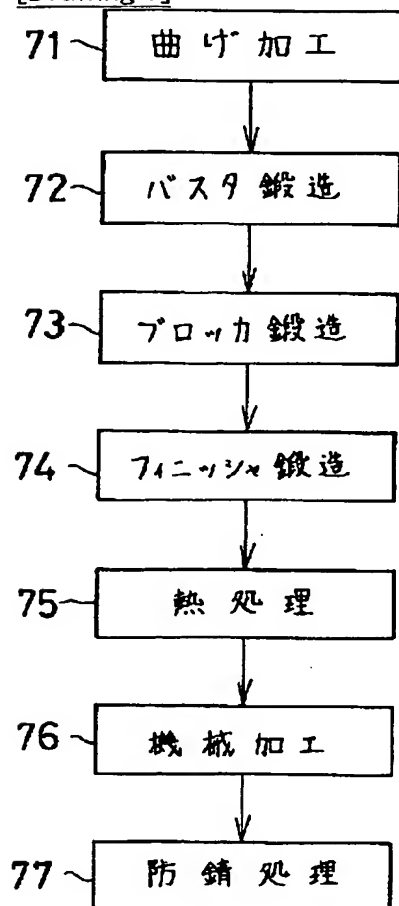 71 曲げ加工
72 バスタ鍛造
73 ブロッカ鍛造
74 フィニッシャ鍛造
75 熱処理
76 機械加工
77 防錆処理